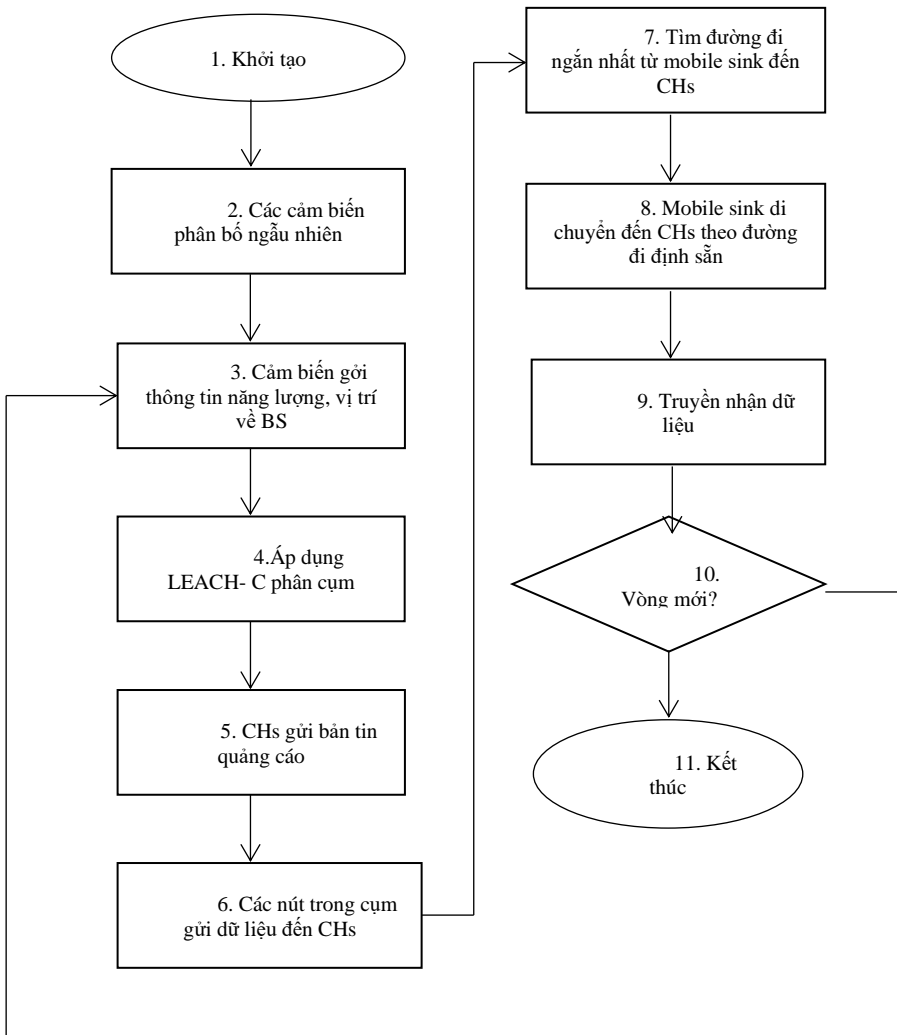 1. Khởi tạo
2. Các cảm biến
phân bố ngẫu nhiên
3. Cảm biến gởi
thông tin năng lượng, vị trí
về BS
4.Áp dụng
LEACH- C phân cụm
5. CHs gửi bản tin
quảng cáo
6. Các nút trong cụm
gửi dữ liệu đến CHs
7. Tìm đường đi
ngắn nhất từ mobile sink đến
CHs
8. Mobile sink di
chuyển đến CHs theo đường
đi định sẵn
9. Truyền nhận dữ
liệu
10.
Vòng mới?
11. Kết
thúc